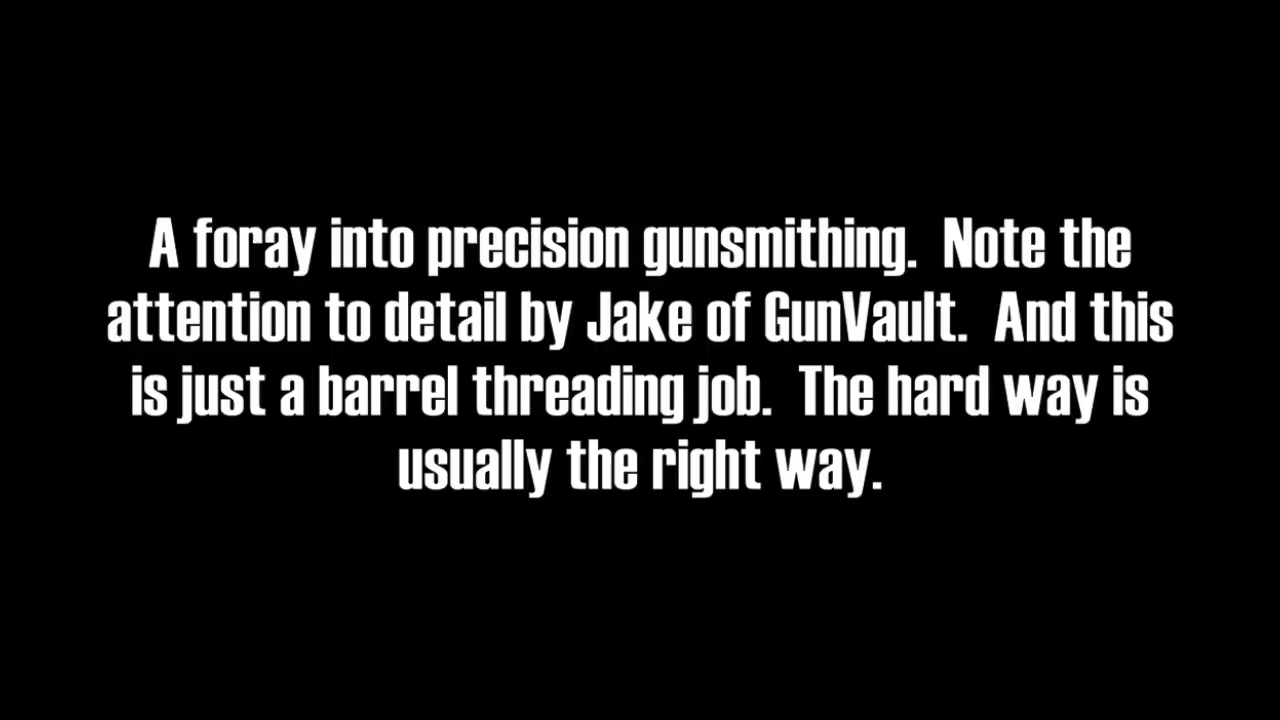 A foray into precision gunsmithing.  Note the
attention to detail by Jake of GunVault.  And this
is just a barrel threading job.  The hard way is
usually the right way.